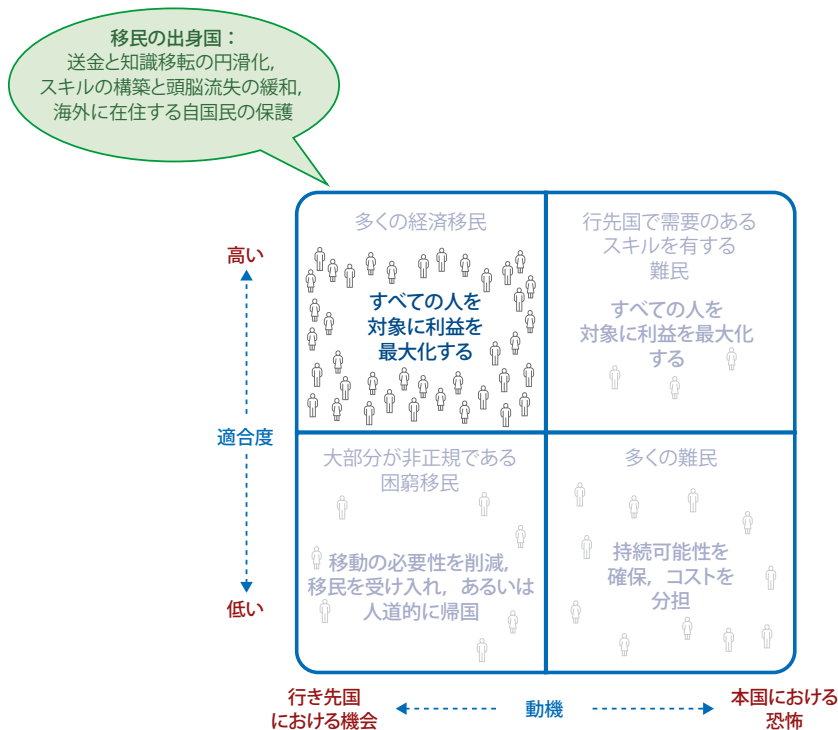 移民の出身国：
送金と知識移転の円滑化，
スキルの構築と頭脳流失の緩和，
海外に在住する自国民の保護
多くの経済移民
すべての人を
対象に利益を
最大化する
行先国で需要のある
スキルを有する
難民
すべての人を
対象に利益を最大化
する
高い
適合度
低い
大部分が非正規である
困窮移民
移動の必要性を削減，
移民を受け入れ，あるいは
人道的に帰国
多くの難民
持続可能性を
確保，コストを
分担
行き先国
における機会
動機
本国における
恐怖